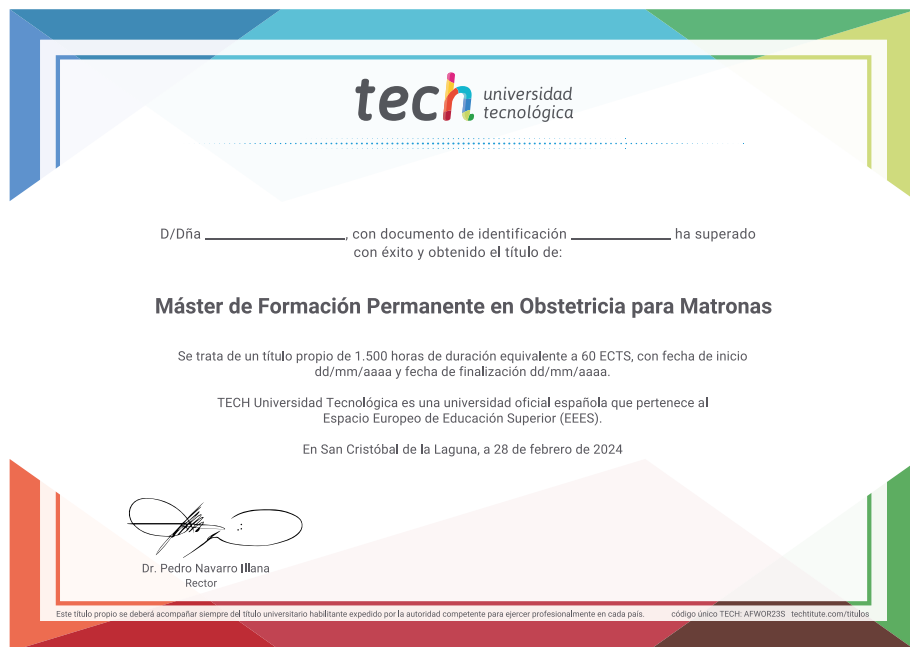 tech universidad
tecnológica
D/Dña ____________________, con documento de identificación ______________ ha superado
con éxito y obtenido el título de:
Máster de Formación Permanente en Obstetricia para Matronas
Se trata de un título propio de 1.500 horas de duración equivalente a 60 ECTS, con fecha de inicio
dd/mm/aaaa y fecha de finalización dd/mm/aaaa.
TECH Universidad Tecnológica es una universidad oficial española que pertenece al
Espacio Europeo de Educación Superior (EEES).
En San Cristóbal de la Laguna, a 28 de febrero de 2024
Dr. Pedro Navarro Illana
Rector
Este título propio se deberá acompañar siempre del título universitario habilitante expedido por la autoridad competente para ejercer profesionalmente en cada país. código único TECH: AFWOR23S techtitute.com/titulos